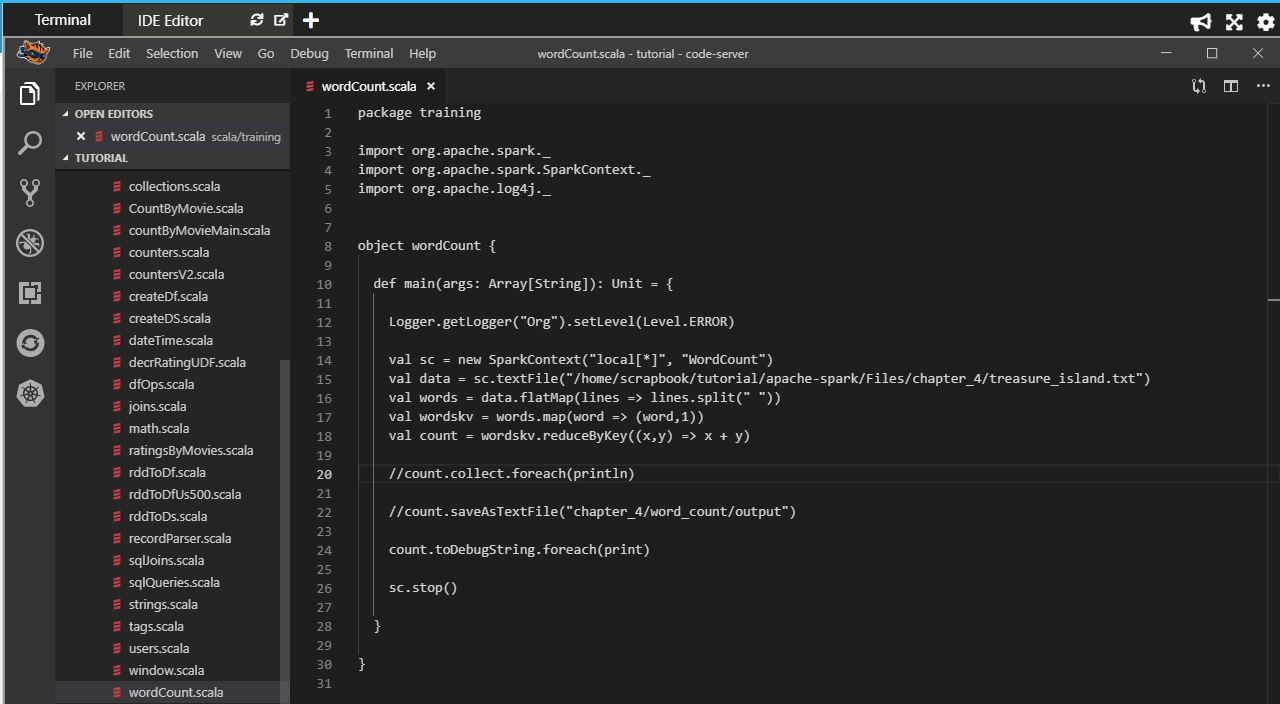 Terminal IDE Editor
File Edit Selection View Go Debug Terminal Help wordCount.scala - tutorial - code-server
EXPLORER
OPEN EDITORS
wordCount.scala scala/training
TUTORIAL
collections.scala
CountByMovie.scala
countByMovieMain.scala
counters.scala
countersV2.scala
createDf.scala
createDS.scala
dateTime.scala
decrRatingUDF.scala
dfOps.scala
joins.scala
math.scala
ratingsByMovies.scala
rddToDf.scala
rddToDfUs500.scala
rddToDs.scala
recordParser.scala
sqlJoins.scala
sqlQueries.scala
strings.scala
tags.scala
users.scala
window.scala
wordCount.scala
wordCount.scala
1 package training
2
3 import org.apache.spark._
4 import org.apache.spark.SparkContext._
5 import org.apache.log4j._
6
7
8 object wordCount {
9
10 def main(args: Array[String]): Unit = {
11
12 Logger.getLogger("Org").setLevel(Level.ERROR)
13
14 val sc = new SparkContext("local[*]", "WordCount")
15 val data = sc.textFile("/home/scrapbook/tutorial/apache-spark/Files/chapter_4/treasure_island.txt")
16 val words = data.flatMap(lines => lines.split(" "))
17 val wordskv = words.map(word => (word,1))
18 val count = wordskv.reduceByKey((x,y) => x + y)
19
20 //count.collect.foreach(println)
21
22 //count.saveAsTextFile("chapter_4/word_count/output")
23
24 count.toDebugString.foreach(print)
25
26 sc.stop()
27
28 }
29
30 }
31